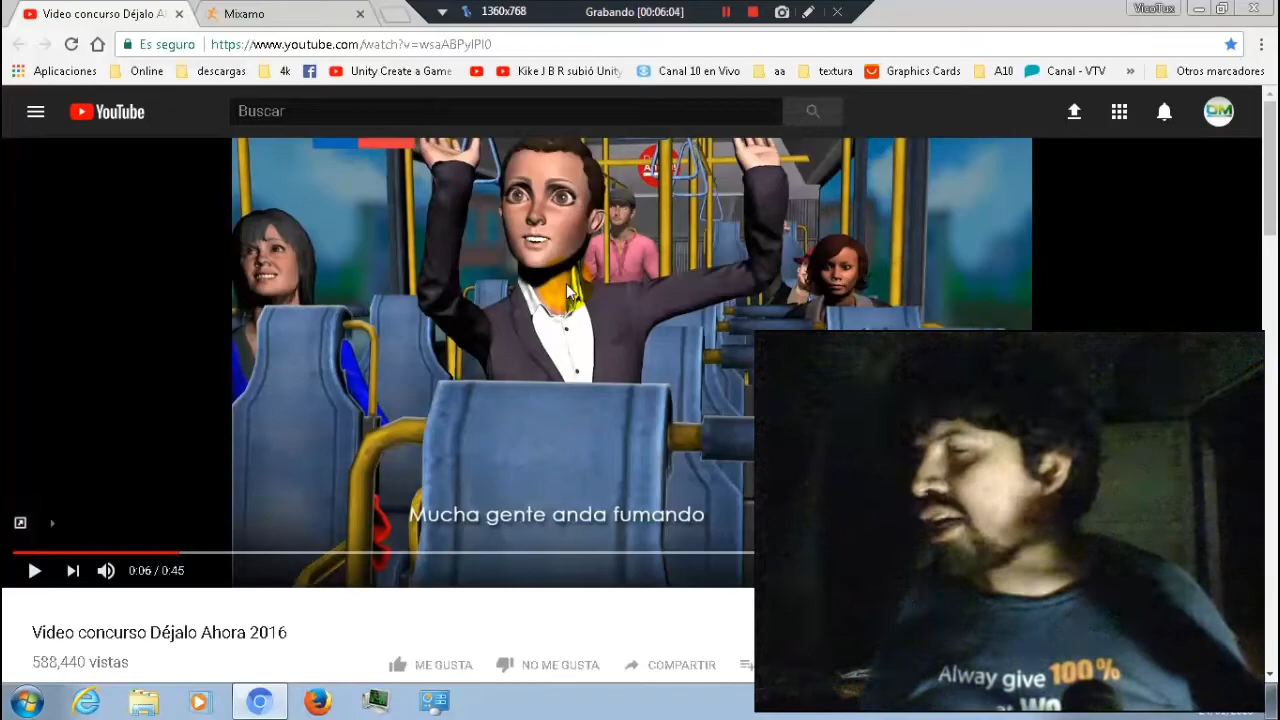 Video concurso Déjalo A
Mixamo
1360x768
Grabando [00:06:04]
VicoTux
Es seguro
https://www.youtube.com/watch?v=wsaABPyIPI0
Aplicaciones
Online
descargas
4k
Unity Create a Game
Kike J B R subió Unity
Canal 10 en Vivo
aa
textura
Graphics Cards
A10
Canal - VTV
»
Otros marcadores
YouTube
Buscar
DM
Mucha gente anda fumando
0:06 / 0:45
Video concurso Déjalo Ahora 2016
588,440 vistas
ME GUSTA
NO ME GUSTA
COMPARTIR
Alway give 100%